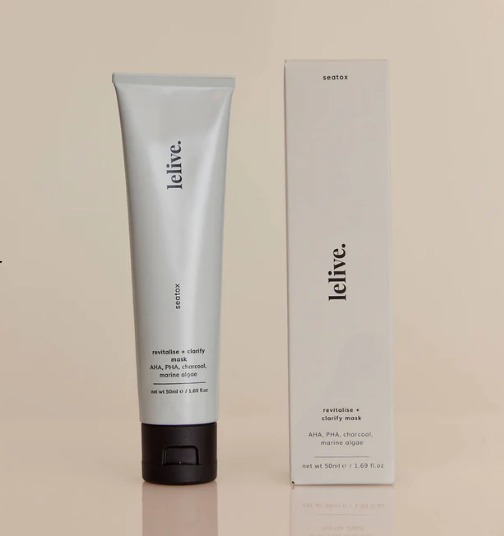 lelive.
seatox
revitalise + clarify
mask
AHA, PHA, charcoal,
marine algae
net wt 50ml ℮ / 1.69 fl.oz
seatox
lelive.
revitalise +
clarify mask
AHA, PHA, charcoal,
marine algae
net wt 50ml ℮ / 1.69 fl.oz